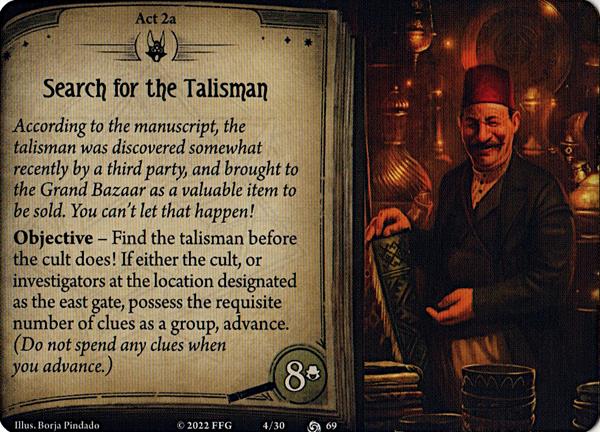 Act 2a
Search for the Talisman
According to the manuscript, the
talisman was discovered somewhat
recently by a third party, and brought to
the Grand Bazaar as a valuable item to
be sold. You can't let that happen!
Objective – Find the talisman before
the cult does! If either the cult, or
investigators at the location designated
as the east gate, possess the requisite
number of clues as a group, advance.
(Do not spend any clues when
you advance.)
8
Illus. Borja Pindado © 2022 FFG 4/30 69